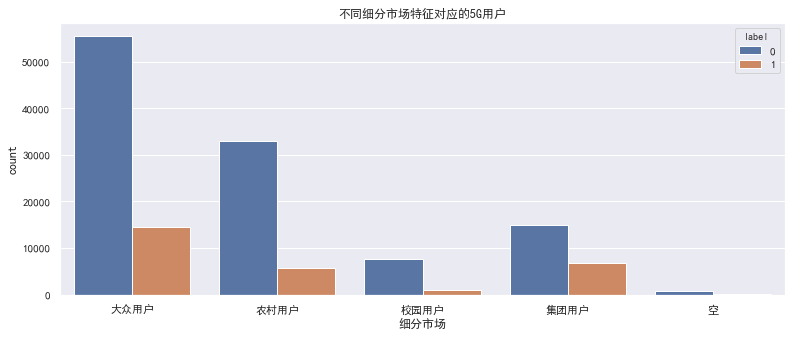 不同细分市场特征对应的5G用户
label
0
1
count
50000
40000
30000
20000
10000
0
大众用户
农村用户
校园用户
集团用户
空
细分市场